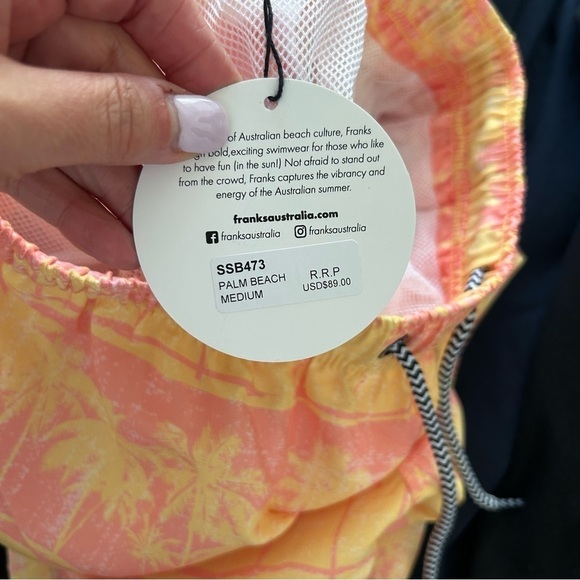 of Australian beach culture, Franks
bold,exciting swimwear for those who like
to have fun (in the sun!) Not afraid to stand out
from the crowd, Franks captures the vibrancy and
energy of the Australian summer.
franksaustralia.com
franksaustralia franksaustralia
SSB473
PALM BEACH
MEDIUM
R.R.P
USD$89.00